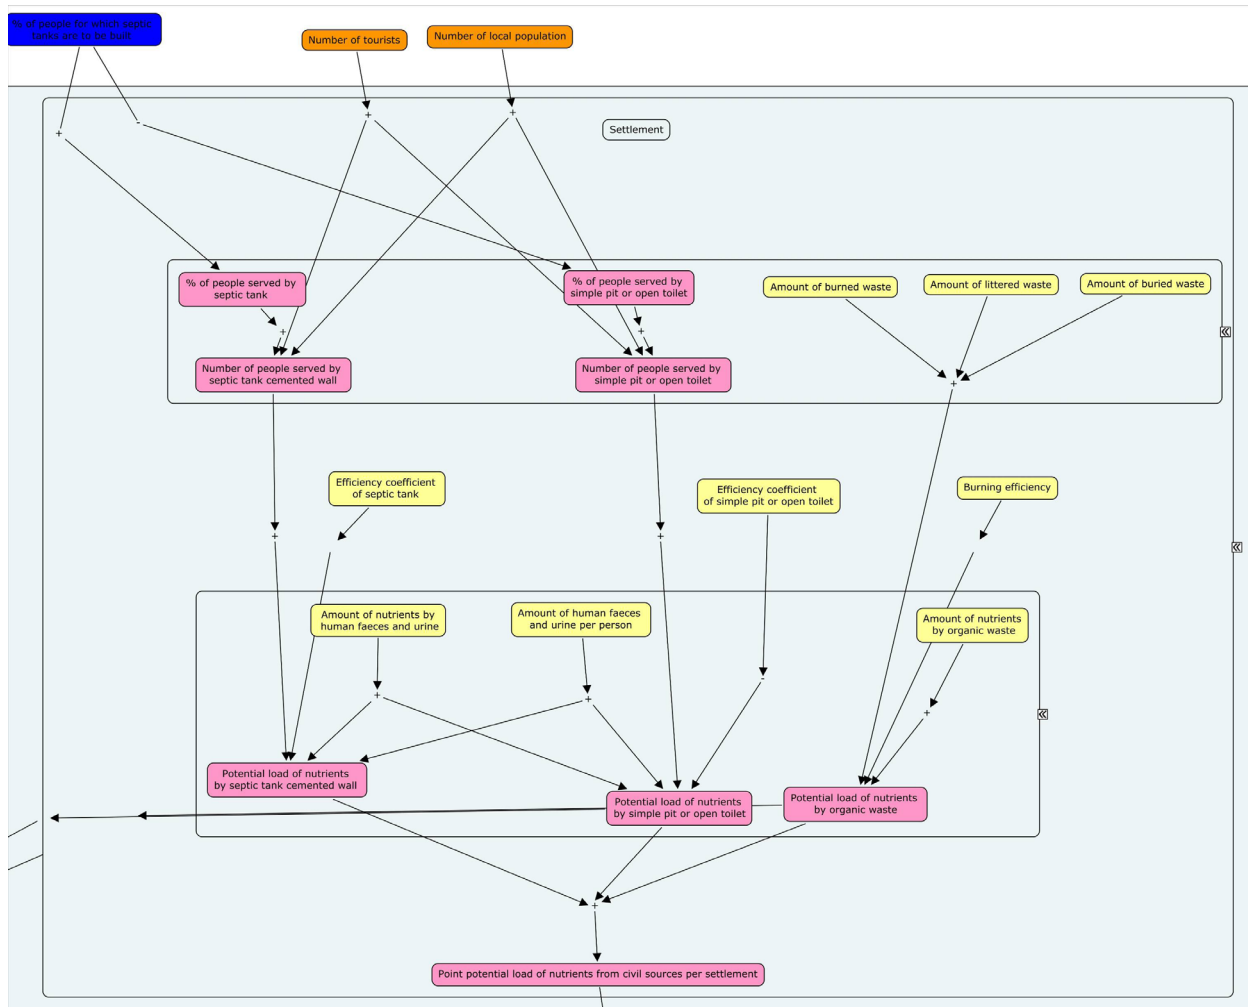 % of people for which septic
tanks are to be built
Number of tourists
Number of local population
+
+
-
+
Settlement
% of people served by
septic tank
% of people served by
simple pit or open toilet
Amount of burned waste
Amount of littered waste
Amount of buried waste
+
+
Number of people served by
septic tank cemented wall
Number of people served by
simple pit or open toilet
+
Efficiency coefficient
of septic tank
Efficiency coefficient
of simple pit or open toilet
Burning efficiency
+
+
Amount of nutrients by
human faeces and urine
Amount of human faeces
and urine per person
Amount of nutrients
by organic waste
-
+
+
+
Potential load of nutrients
by septic tank cemented wall
Potential load of nutrients
by simple pit or open toilet
Potential load of nutrients
by organic waste
+
Point potential load of nutrients from civil sources per settlement